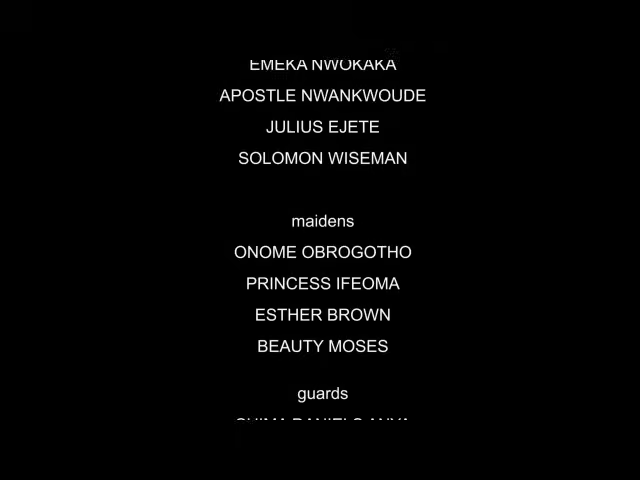 EMEKA NWOKAKA
APOSTLE NWANKWOUDE
JULIUS EJETE
SOLOMON WISEMAN
maidens
ONOME OBROGOTHO
PRINCESS IFEOMA
ESTHER BROWN
BEAUTY MOSES
guards